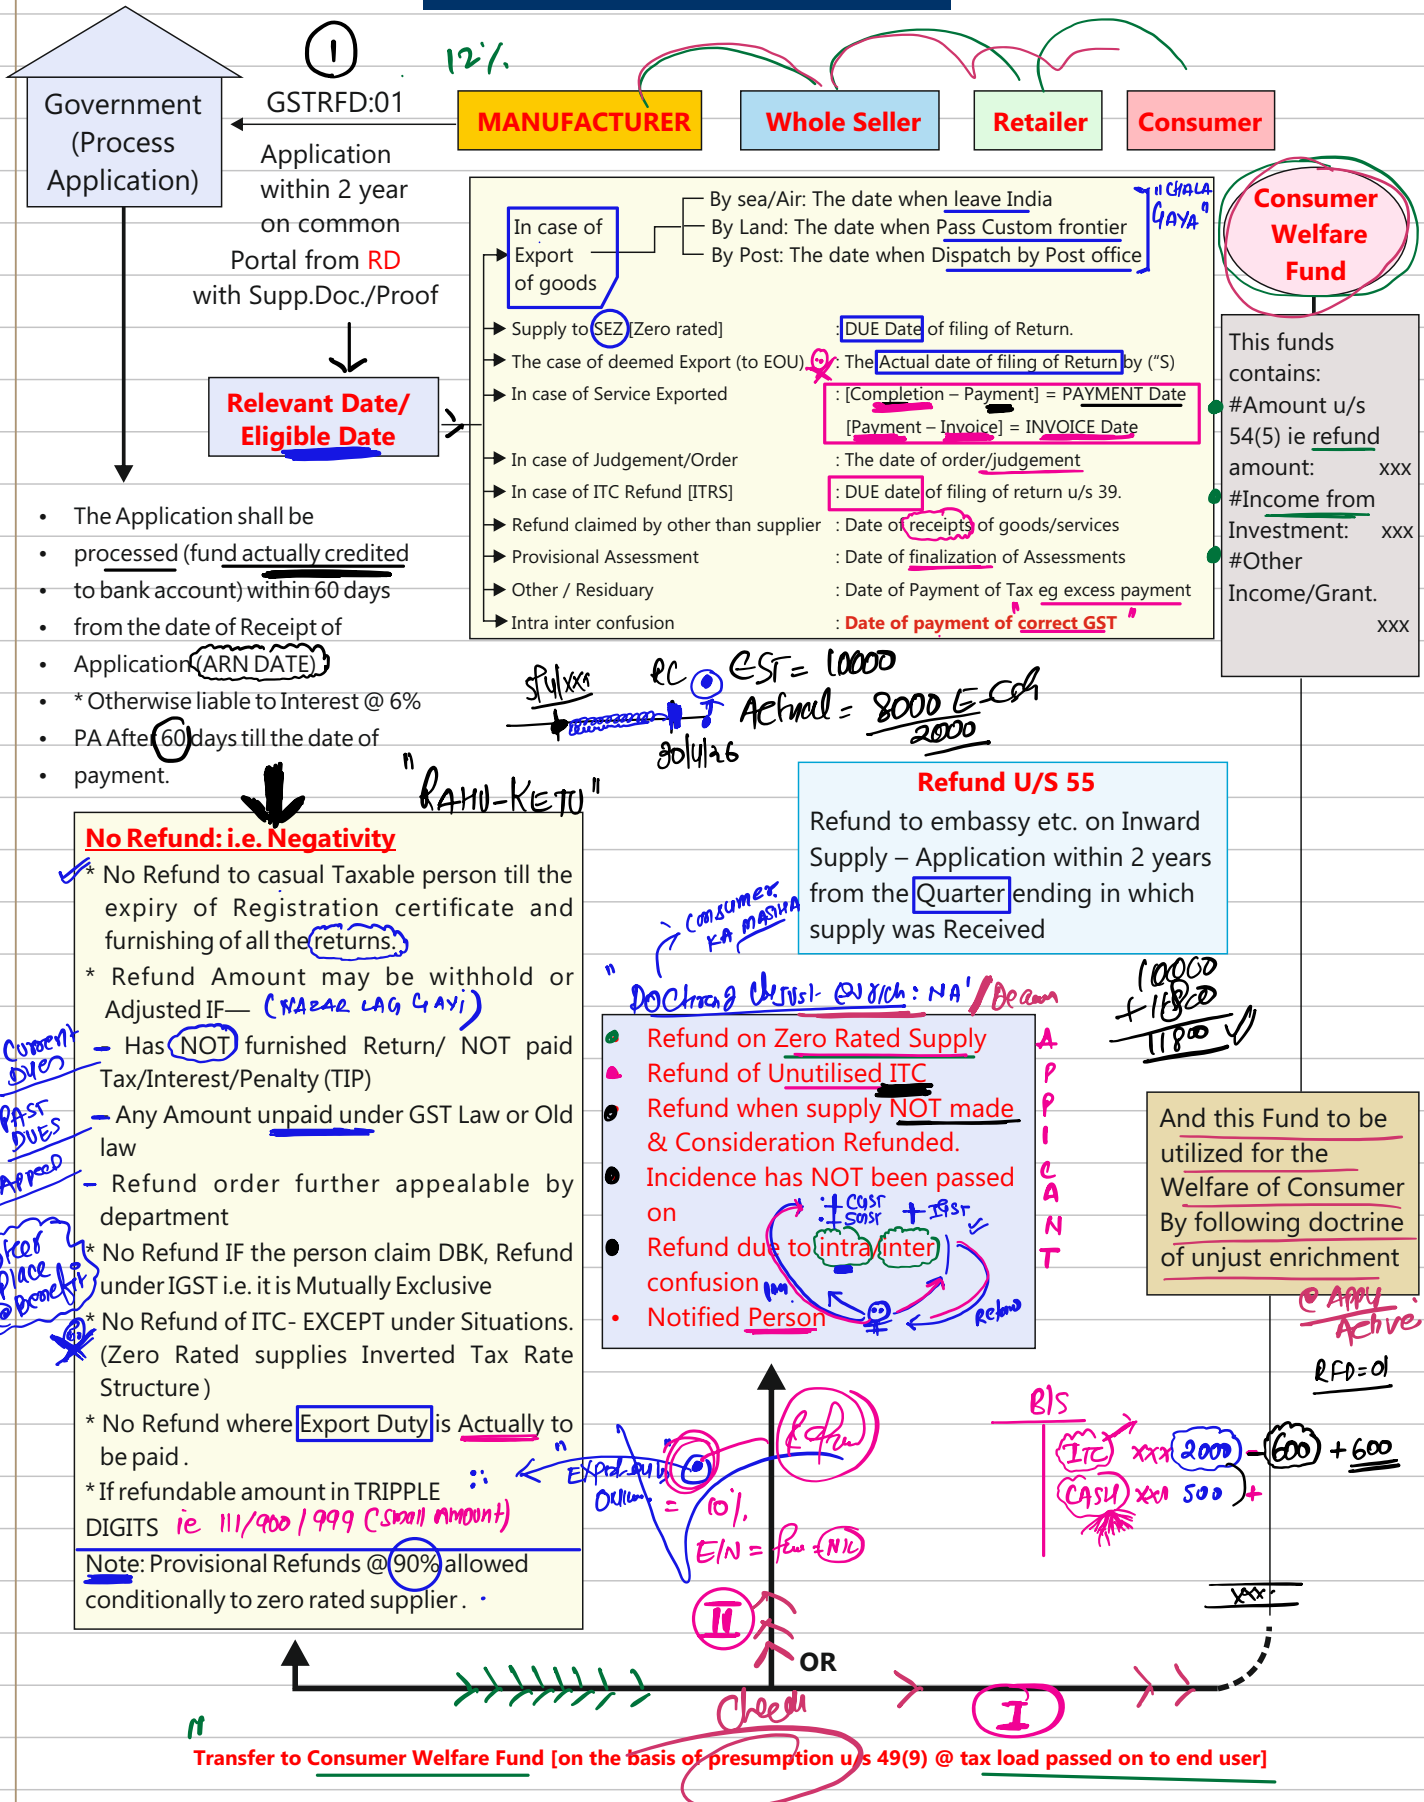 1
12%
Government
(Process
Application)
GSTRFD:01
MANUFACTURER
Whole Seller
Retailer
Consumer
Application
within 2 year
on common
Portal from RD
with Supp.Doc./Proof
Relevant Date/
Eligible Date
In case of
Export
of goods
By sea/Air: The date when leave India
By Land: The date when Pass Custom frontier
By Post: The date when Dispatch by Post office
"CHALA
GAYA"
Supply to SEZ [Zero rated] : DUE Date of filing of Return.
The case of deemed Export (to EOU) : The Actual date of filing of Return by ("S)
In case of Service Exported : [Completion – Payment] = PAYMENT Date
[Payment – Invoice] = INVOICE Date
In case of Judgement/Order : The date of order/judgement
In case of ITC Refund [ITRS] : DUE date of filing of return u/s 39.
Refund claimed by other than supplier : Date of receipts of goods/services
Provisional Assessment : Date of finalization of Assessments
Other / Residuary : Date of Payment of Tax eg excess payment
Intra inter confusion : Date of payment of "correct GST"
Consumer
Welfare
Fund
This funds
contains:
#Amount u/s
54(5) ie refund
amount: xxx
#Income from
Investment: xxx
#Other
Income/Grant.
xxx
• The Application shall be
• processed (fund actually credited
• to bank account) within 60 days
• from the date of Receipt of
• Application (ARN DATE)
• * Otherwise liable to Interest @ 6%
• PA After 60 days till the date of
• payment.
RC
30/4/26
EST = 10000
Actual = 8000
2000
"RAHU-KETU"
Refund U/S 55
Refund to embassy etc. on Inward
Supply – Application within 2 years
from the Quarter ending in which
supply was Received
No Refund: i.e. Negativity
* No Refund to casual Taxable person till the
expiry of Registration certificate and
furnishing of all the returns.
* Refund Amount may be withhold or
Adjusted IF— (NAZAR LAG GAYI)
– Has NOT furnished Return/ NOT paid
Tax/Interest/Penalty (TIP)
– Any Amount unpaid under GST Law or Old
law
– Refund order further appealable by
department
* No Refund IF the person claim DBK, Refund
under IGST i.e. it is Mutually Exclusive
* No Refund of ITC- EXCEPT under Situations.
(Zero Rated supplies Inverted Tax Rate
Structure )
* No Refund where Export Duty is Actually to
be paid .
* If refundable amount in TRIPPLE
DIGITS ie 111/900/999 (small amount)
Note: Provisional Refunds @ 90% allowed
conditionally to zero rated supplier .
Current
Dues
PAST
DUES
place
@Benefit
Consumer
KA MASIHA
: NA"
• Refund on Zero Rated Supply
• Refund of Unutilised ITC
• Refund when supply NOT made
& Consideration Refunded.
• Incidence has NOT been passed
on
• Refund due to intra/inter
confusion
• Notified Person
+ CGST
+ SGST
+ IGST
Refund
APPICANT
10000
+ 1800
11800
And this Fund to be
utilized for the
Welfare of Consumer
By following doctrine
of unjust enrichment
@ Apply
Active
RFD=01
B/S
ITC xxx 2000 - 600 + 600
CASH xxx 500 +
Refund
= 10%
E/N =
NIL
xxx
II
OR
Check
I
Transfer to Consumer Welfare Fund [on the basis of presumption u/s 49(9) @ tax load passed on to end user]